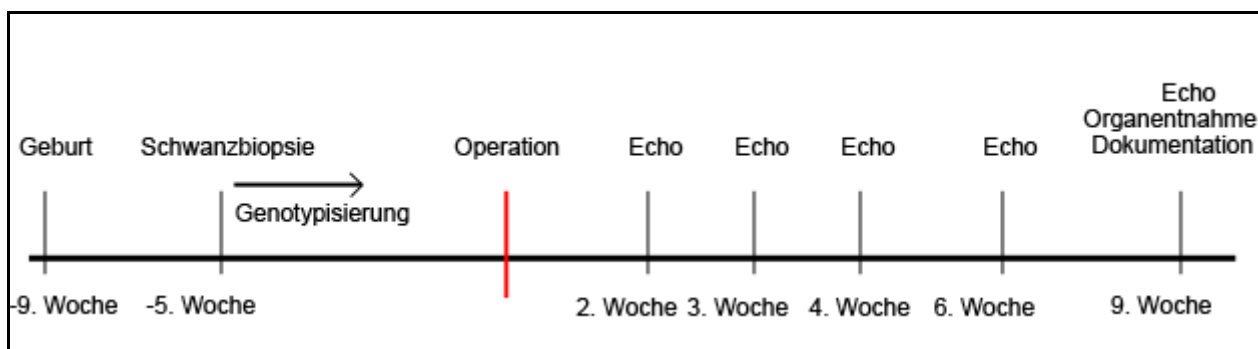 Echo
Organentnahme
Geburt Schwanzbiopsie Operation Echo Echo Echo Echo Dokumentation
Genotypisierung
-9. Woche -5. Woche 2. Woche 3. Woche 4. Woche 6. Woche 9. Woche